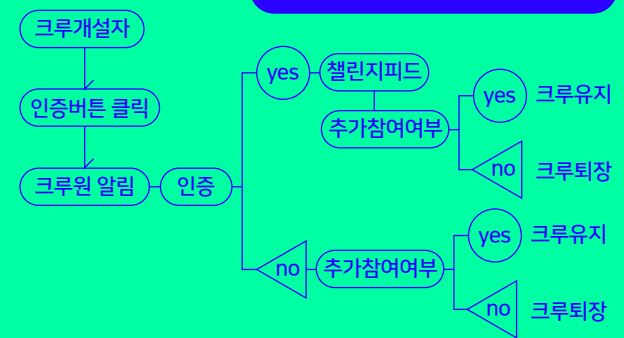 크루개설자
인증버튼 클릭
크루원 알림
인증
yes
챌린지피드
추가참여여부
yes
크루유지
no
크루퇴장
no
추가참여여부
yes
크루유지
no
크루퇴장